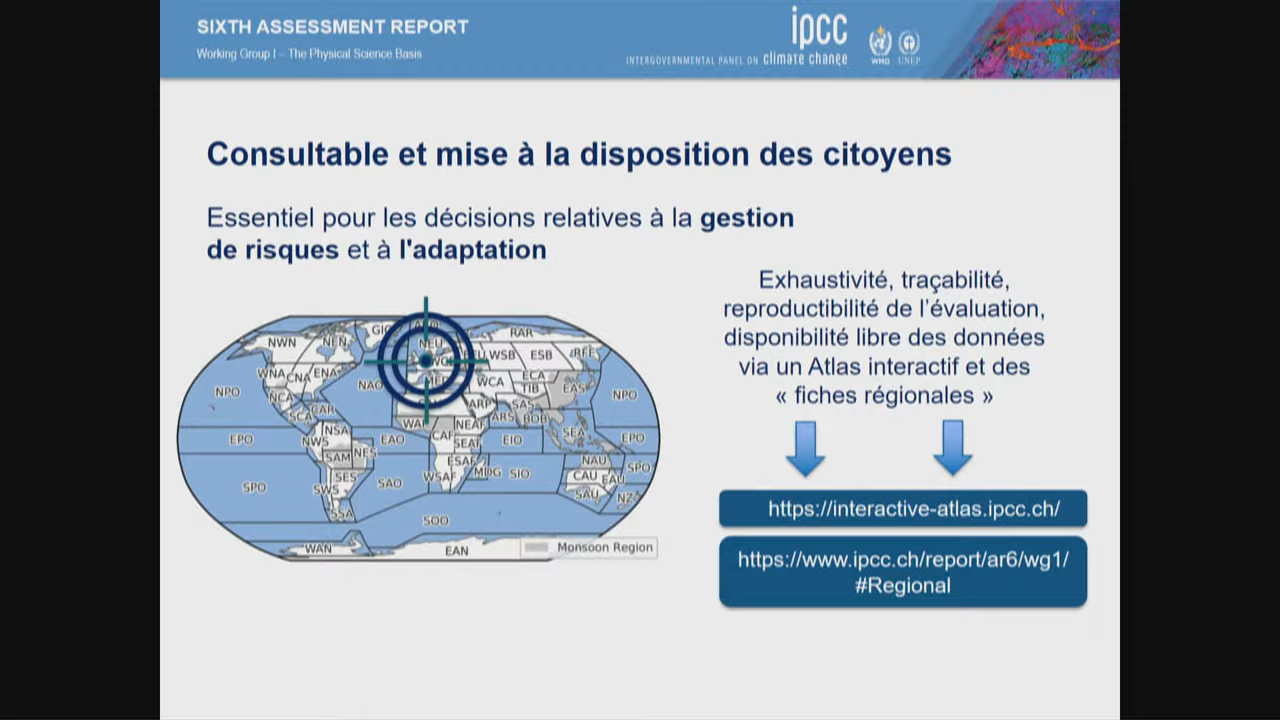 SIXTH ASSESSMENT REPORT
Working Group I – The Physical Science Basis
ipcc
INTERGOVERNMENTAL PANEL ON climate change
WMO
UNEP
Consultable et mise à la disposition des citoyens
Essentiel pour les décisions relatives à la gestion
de risques et à l'adaptation
Exhaustivité, traçabilité,
reproductibilité de l'évaluation,
disponibilité libre des données
via un Atlas interactif et des
« fiches régionales »
https://interactive-atlas.ipcc.ch/
https://www.ipcc.ch/report/ar6/wg1/
#Regional
NWN NEN GIC NEU RAR
WSB ESB RFE
WNA CNA ENA WCA ECA
NPO NAO MED TIB EAS NPO
NCA CAR SCA ARP SAS
ARS BOB
NSA WAF NEAF SEA
EPO NWS EAO CAF SEAF EIO EPO
SAM NES ESAF NAU SPO
SES WSAF MDG SIO CAU EAU
SPO SWS SAO SAU NZ
SSA
SOO
WAN EAN Monsoon Region